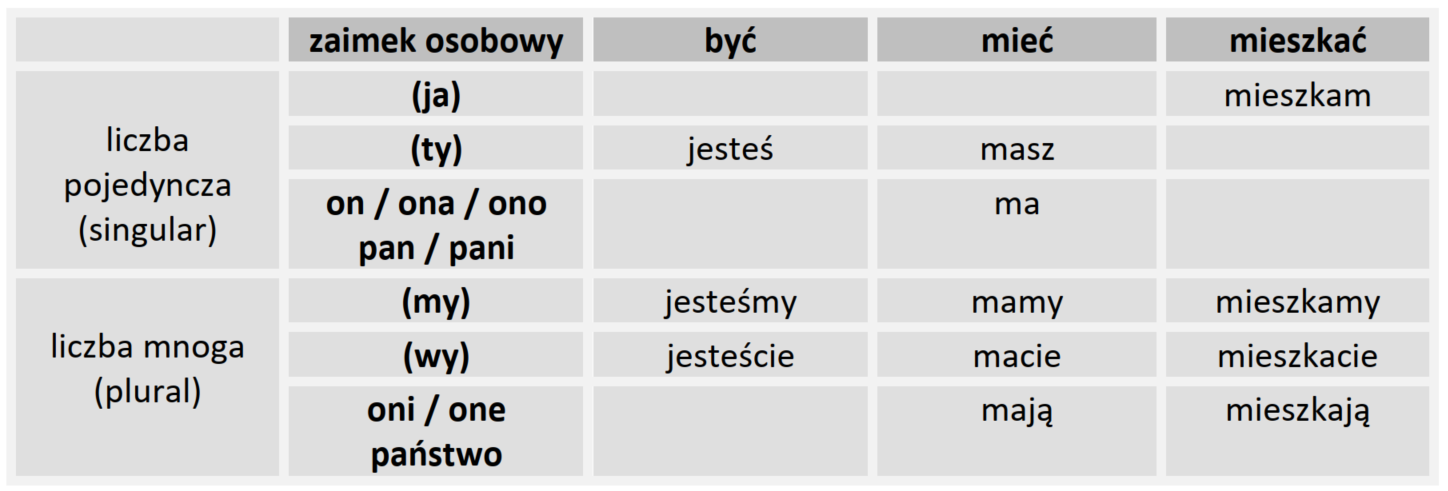 zaimek osobowy być mieć mieszkać
liczba
pojedyncza
(singular)
(ja) mieszkam
(ty) jesteś masz
on / ona / ono ma
pan / pani
liczba mnoga
(plural)
(my) jesteśmy mamy mieszkamy
(wy) jesteście macie mieszkacie
oni / one mają mieszkają
państwo